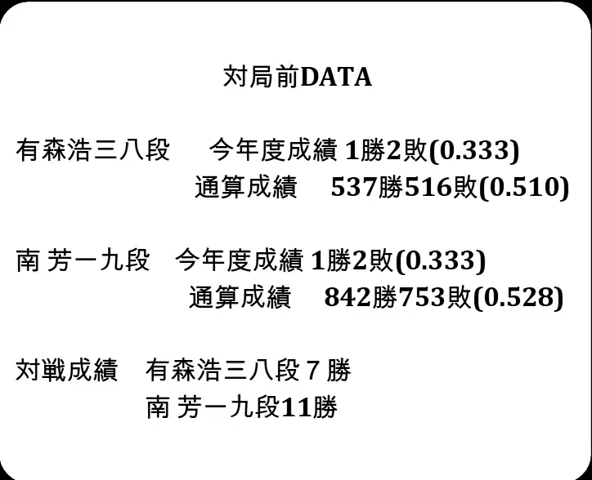 対局前DATA
有森浩三八段 今年度成績 1勝2敗(0.333)
通算成績 537勝516敗(0.510)
南 芳一九段 今年度成績 1勝2敗(0.333)
通算成績 842勝753敗(0.528)
対戦成績 有森浩三八段７勝
南 芳一九段11勝